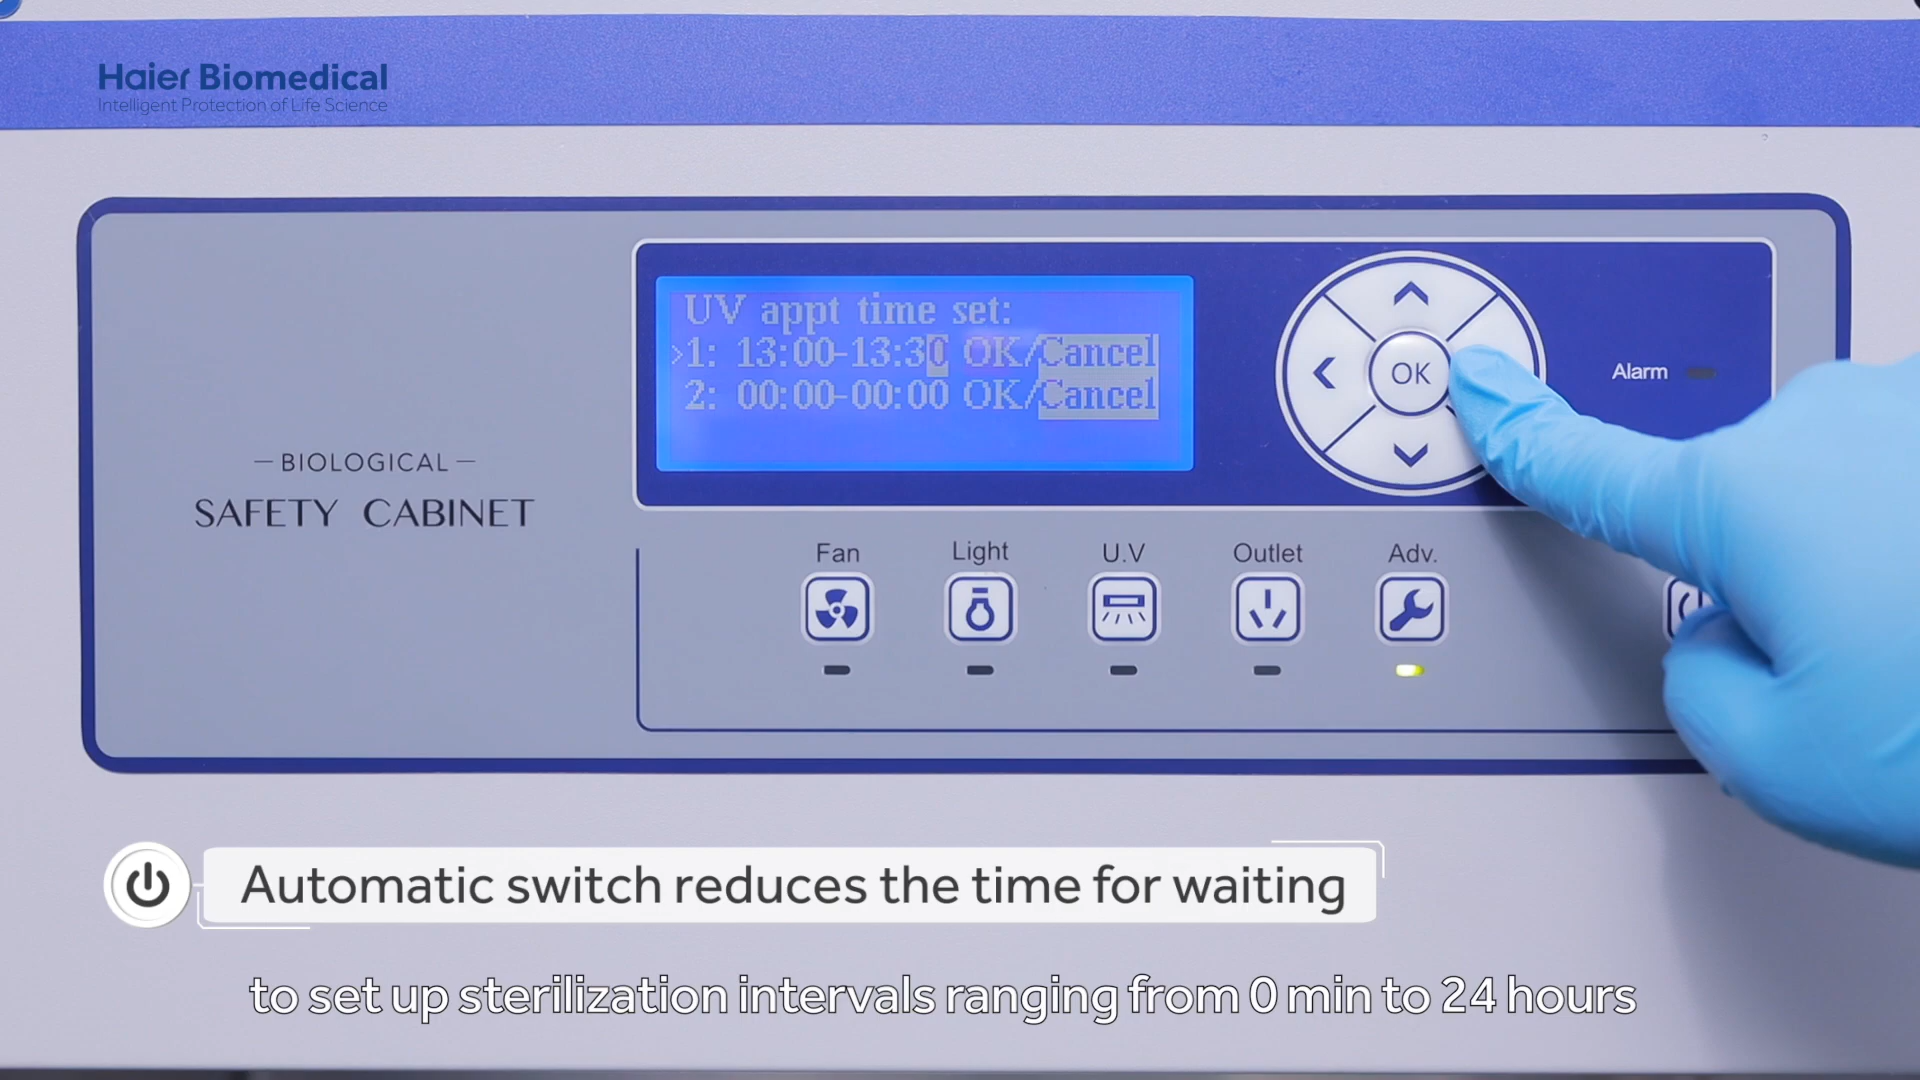 Haier Biomedical
Intelligent Protection of Life Science
UV appt time set:
>1: 13:00-13:30 OK/Cancel
2: 00:00-00:00 OK/Cancel
OK
Alarm
BIOLOGICAL
SAFETY CABINET
Fan Light U.V Outlet Adv.
Automatic switch reduces the time for waiting
to set up sterilization intervals ranging from 0 min to 24 hours